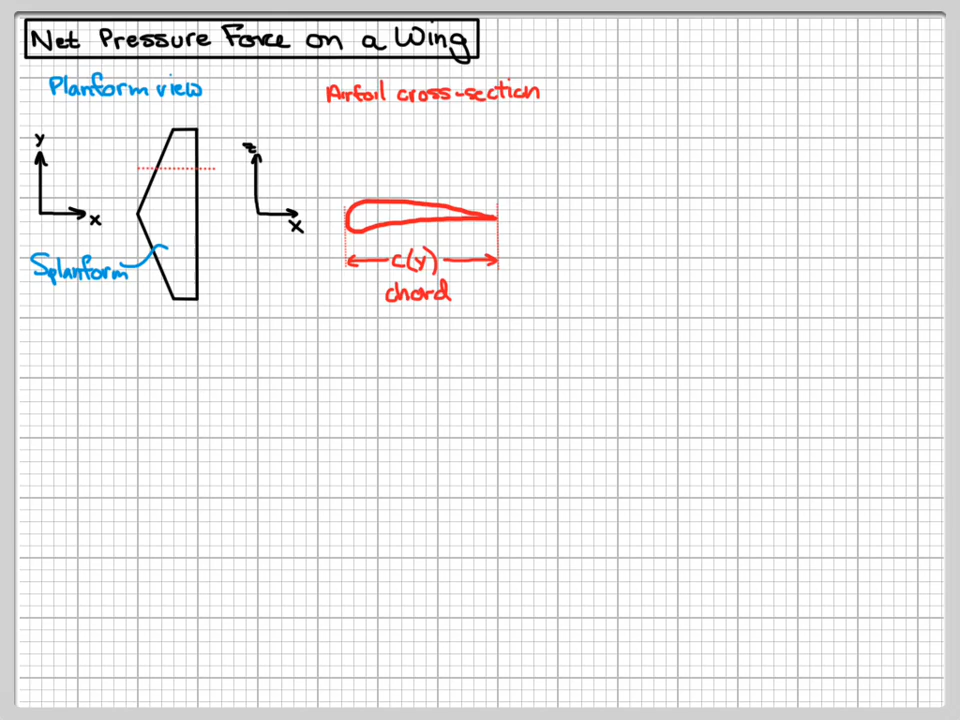 Net Pressure Force on a Wing
Planform view
Airfoil cross-section
y
x
z
x
Splanform
c(y)
chord